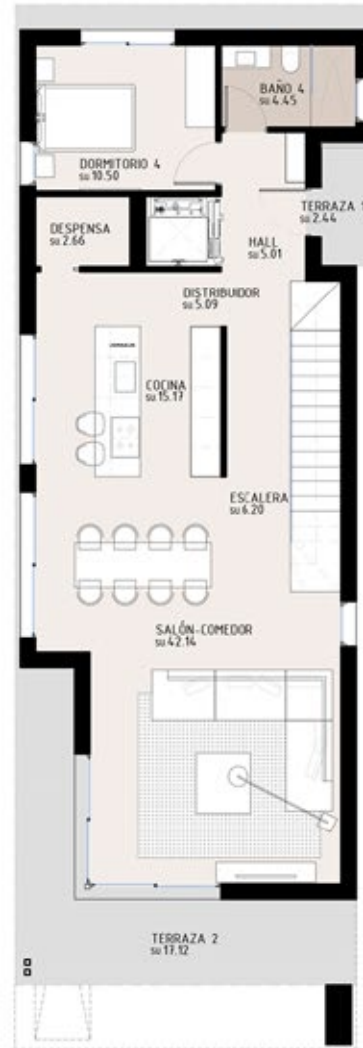 BAÑO 4
su 4.45
DORMITORIO 4
su 10.50
TERRAZA 1
su 2.44
DESPENSA
su 2.66
HALL
su 5.01
DISTRIBUIDOR
su 5.09
COCINA
su 15.17
ESCALERA
su 6.20
SALÓN-COMEDOR
su 42.14
TERRAZA 2
su 17.12